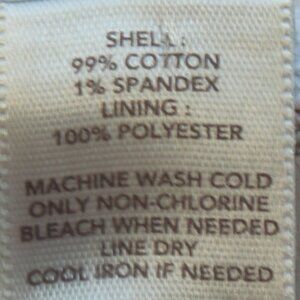 SHELL :
99% COTTON
1% SPANDEX
LINING :
100% POLYESTER
MACHINE WASH COLD
ONLY NON-CHLORINE
BLEACH WHEN NEEDED
LINE DRY
COOL IRON IF NEEDED